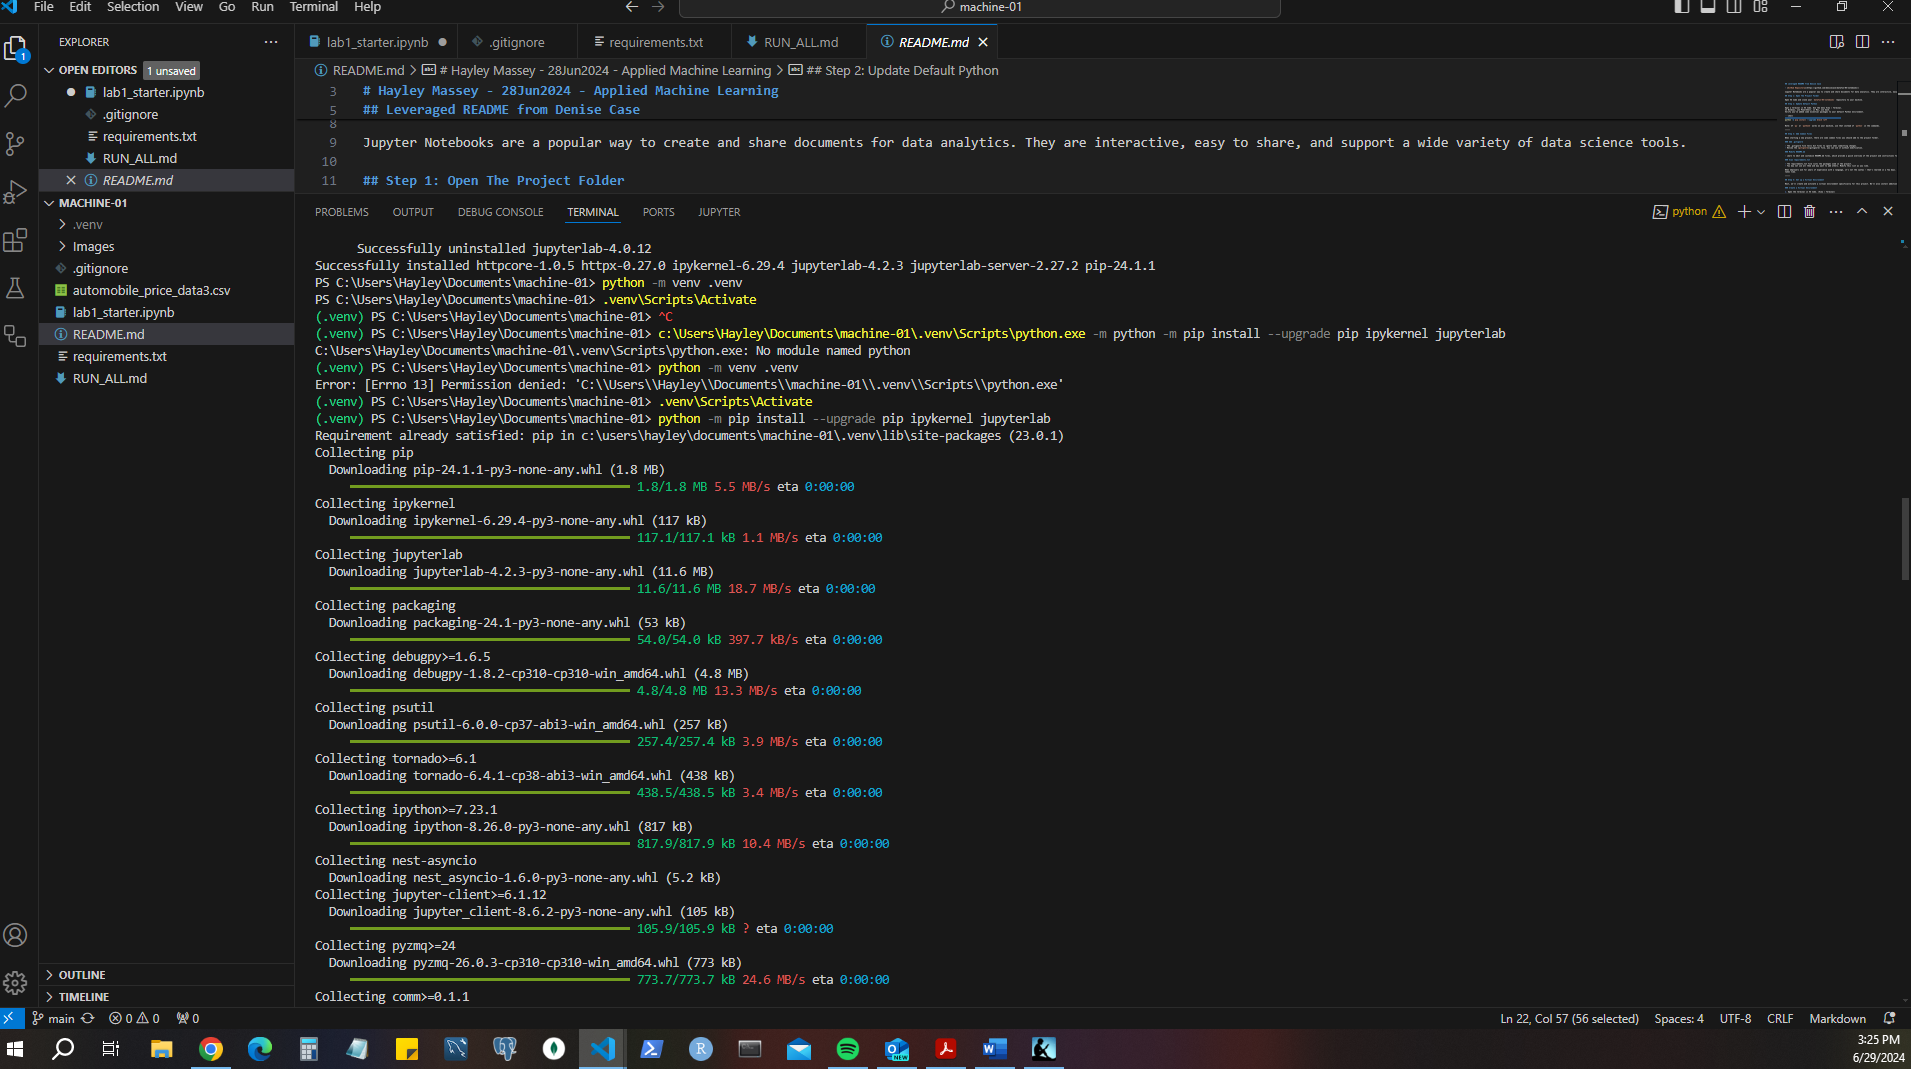 File Edit Selection View Go Run Terminal Help
machine-01
EXPLORER
OPEN EDITORS 1 unsaved
lab1_starter.ipynb
.gitignore
requirements.txt
RUN_ALL.md
README.md
MACHINE-01
.venv
Images
.gitignore
automobile_price_data3.csv
lab1_starter.ipynb
README.md
requirements.txt
RUN_ALL.md
OUTLINE
TIMELINE
lab1_starter.ipynb .gitignore requirements.txt RUN_ALL.md README.md
README.md > # Hayley Massey - 28Jun2024 - Applied Machine Learning > ## Step 2: Update Default Python
3 # Hayley Massey - 28Jun2024 - Applied Machine Learning
5 ## Leveraged README from Denise Case
8
9 Jupyter Notebooks are a popular way to create and share documents for data analytics. They are interactive, easy to share, and support a wide variety of data science tools.
10
11 ## Step 1: Open The Project Folder
PROBLEMS OUTPUT DEBUG CONSOLE TERMINAL PORTS JUPYTER
python
Successfully uninstalled jupyterlab-4.0.12
Successfully installed httpcore-1.0.5 httpx-0.27.0 ipykernel-6.29.4 jupyterlab-4.2.3 jupyterlab-server-2.27.2 pip-24.1.1
PS C:\Users\Hayley\Documents\machine-01> python -m venv .venv
PS C:\Users\Hayley\Documents\machine-01> .venv\Scripts\Activate
(.venv) PS C:\Users\Hayley\Documents\machine-01> ^C
(.venv) PS C:\Users\Hayley\Documents\machine-01> c:\Users\Hayley\Documents\machine-01\.venv\Scripts\python.exe -m python -m pip install --upgrade pip ipykernel jupyterlab
C:\Users\Hayley\Documents\machine-01\.venv\Scripts\python.exe: No module named python
(.venv) PS C:\Users\Hayley\Documents\machine-01> python -m venv .venv
Error: [Errno 13] Permission denied: 'C:\\Users\\Hayley\\Documents\\machine-01\\.venv\\Scripts\\python.exe'
(.venv) PS C:\Users\Hayley\Documents\machine-01> .venv\Scripts\Activate
(.venv) PS C:\Users\Hayley\Documents\machine-01> python -m pip install --upgrade pip ipykernel jupyterlab
Requirement already satisfied: pip in c:\users\hayley\documents\machine-01\.venv\lib\site-packages (23.0.1)
Collecting pip
Downloading pip-24.1.1-py3-none-any.whl (1.8 MB)
1.8/1.8 MB 5.5 MB/s eta 0:00:00
Collecting ipykernel
Downloading ipykernel-6.29.4-py3-none-any.whl (117 kB)
117.1/117.1 kB 1.1 MB/s eta 0:00:00
Collecting jupyterlab
Downloading jupyterlab-4.2.3-py3-none-any.whl (11.6 MB)
11.6/11.6 MB 18.7 MB/s eta 0:00:00
Collecting packaging
Downloading packaging-24.1-py3-none-any.whl (53 kB)
54.0/54.0 kB 397.7 kB/s eta 0:00:00
Collecting debugpy>=1.6.5
Downloading debugpy-1.8.2-cp310-cp310-win_amd64.whl (4.8 MB)
4.8/4.8 MB 13.3 MB/s eta 0:00:00
Collecting psutil
Downloading psutil-6.0.0-cp37-abi3-win_amd64.whl (257 kB)
257.4/257.4 kB 3.9 MB/s eta 0:00:00
Collecting tornado>=6.1
Downloading tornado-6.4.1-cp38-abi3-win_amd64.whl (438 kB)
438.5/438.5 kB 3.4 MB/s eta 0:00:00
Collecting ipython>=7.23.1
Downloading ipython-8.26.0-py3-none-any.whl (817 kB)
817.9/817.9 kB 10.4 MB/s eta 0:00:00
Collecting nest-asyncio
Downloading nest_asyncio-1.6.0-py3-none-any.whl (5.2 kB)
Collecting jupyter-client>=6.1.12
Downloading jupyter_client-8.6.2-py3-none-any.whl (105 kB)
105.9/105.9 kB ? eta 0:00:00
Collecting pyzmq>=24
Downloading pyzmq-26.0.3-cp310-cp310-win_amd64.whl (773 kB)
773.7/773.7 kB 24.6 MB/s eta 0:00:00
Collecting comm>=0.1.1
main 0 0 0
Ln 22, Col 57 (56 selected) Spaces: 4 UTF-8 CRLF Markdown
3:25 PM
6/29/2024